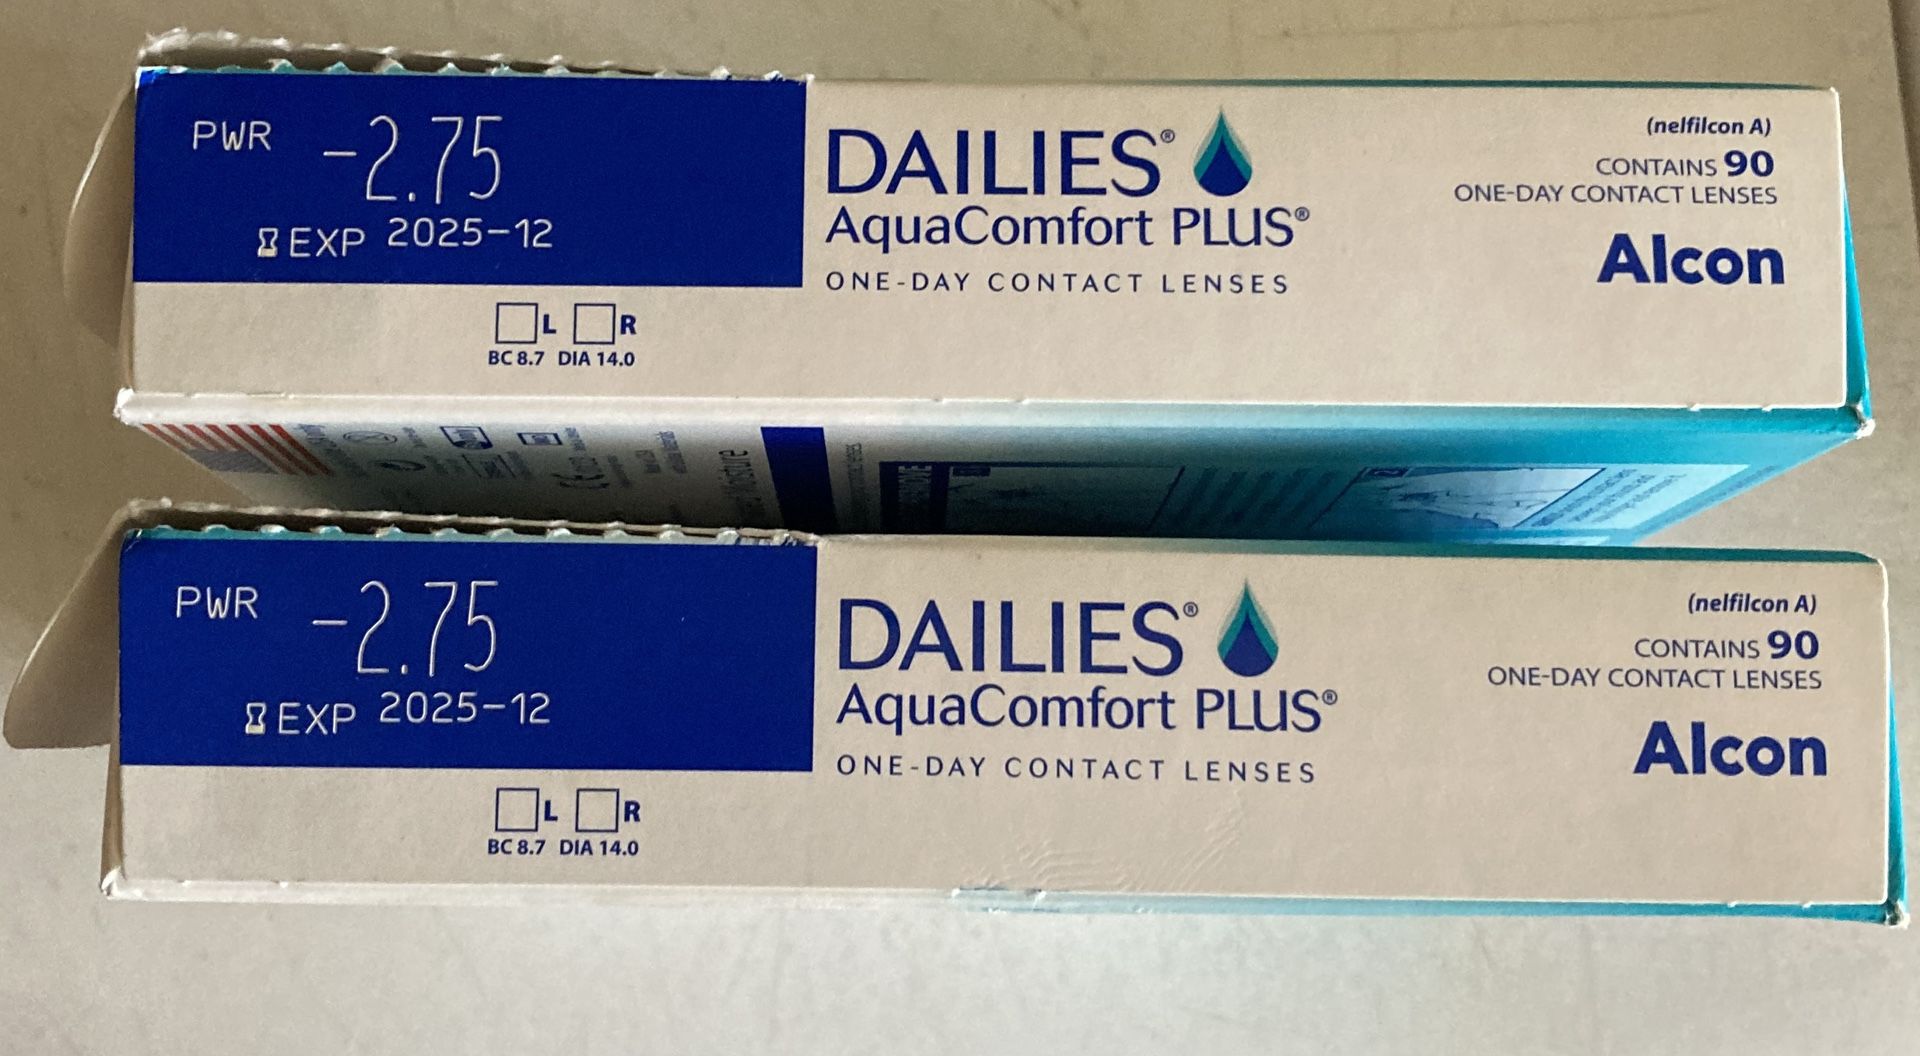 PWR -2.75
EXP 2025-12
L R
BC 8.7 DIA 14.0
DAILIES®
AquaComfort PLUS®
ONE-DAY CONTACT LENSES
(nelfilcon A)
CONTAINS 90
ONE-DAY CONTACT LENSES
Alcon
PWR -2.75
EXP 2025-12
L R
BC 8.7 DIA 14.0
DAILIES®
AquaComfort PLUS®
ONE-DAY CONTACT LENSES
(nelfilcon A)
CONTAINS 90
ONE-DAY CONTACT LENSES
Alcon